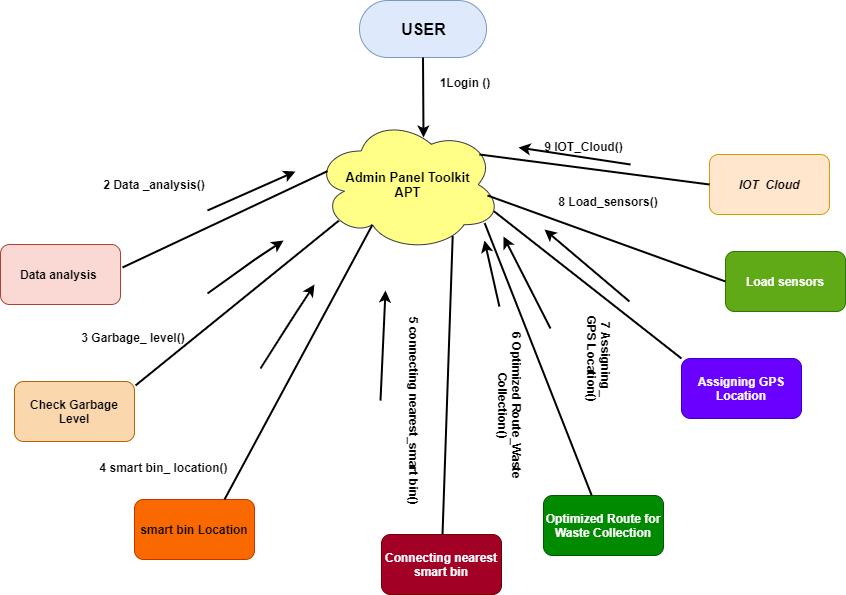 USER
1Login ()
9 IOT_Cloud()
Admin Panel Toolkit
APT
IOT Cloud
2 Data _analysis()
8 Load_sensors()
Data analysis
Load sensors
3 Garbage_ level()
5 connecting nearest_smart bin()
6 Optimized Route_Waste
Collection()
7 Assigning_
GPS Location()
Assigning GPS
Location
Check Garbage
Level
4 smart bin_ location()
smart bin Location
Optimized Route for
Waste Collection
Connecting nearest
smart bin